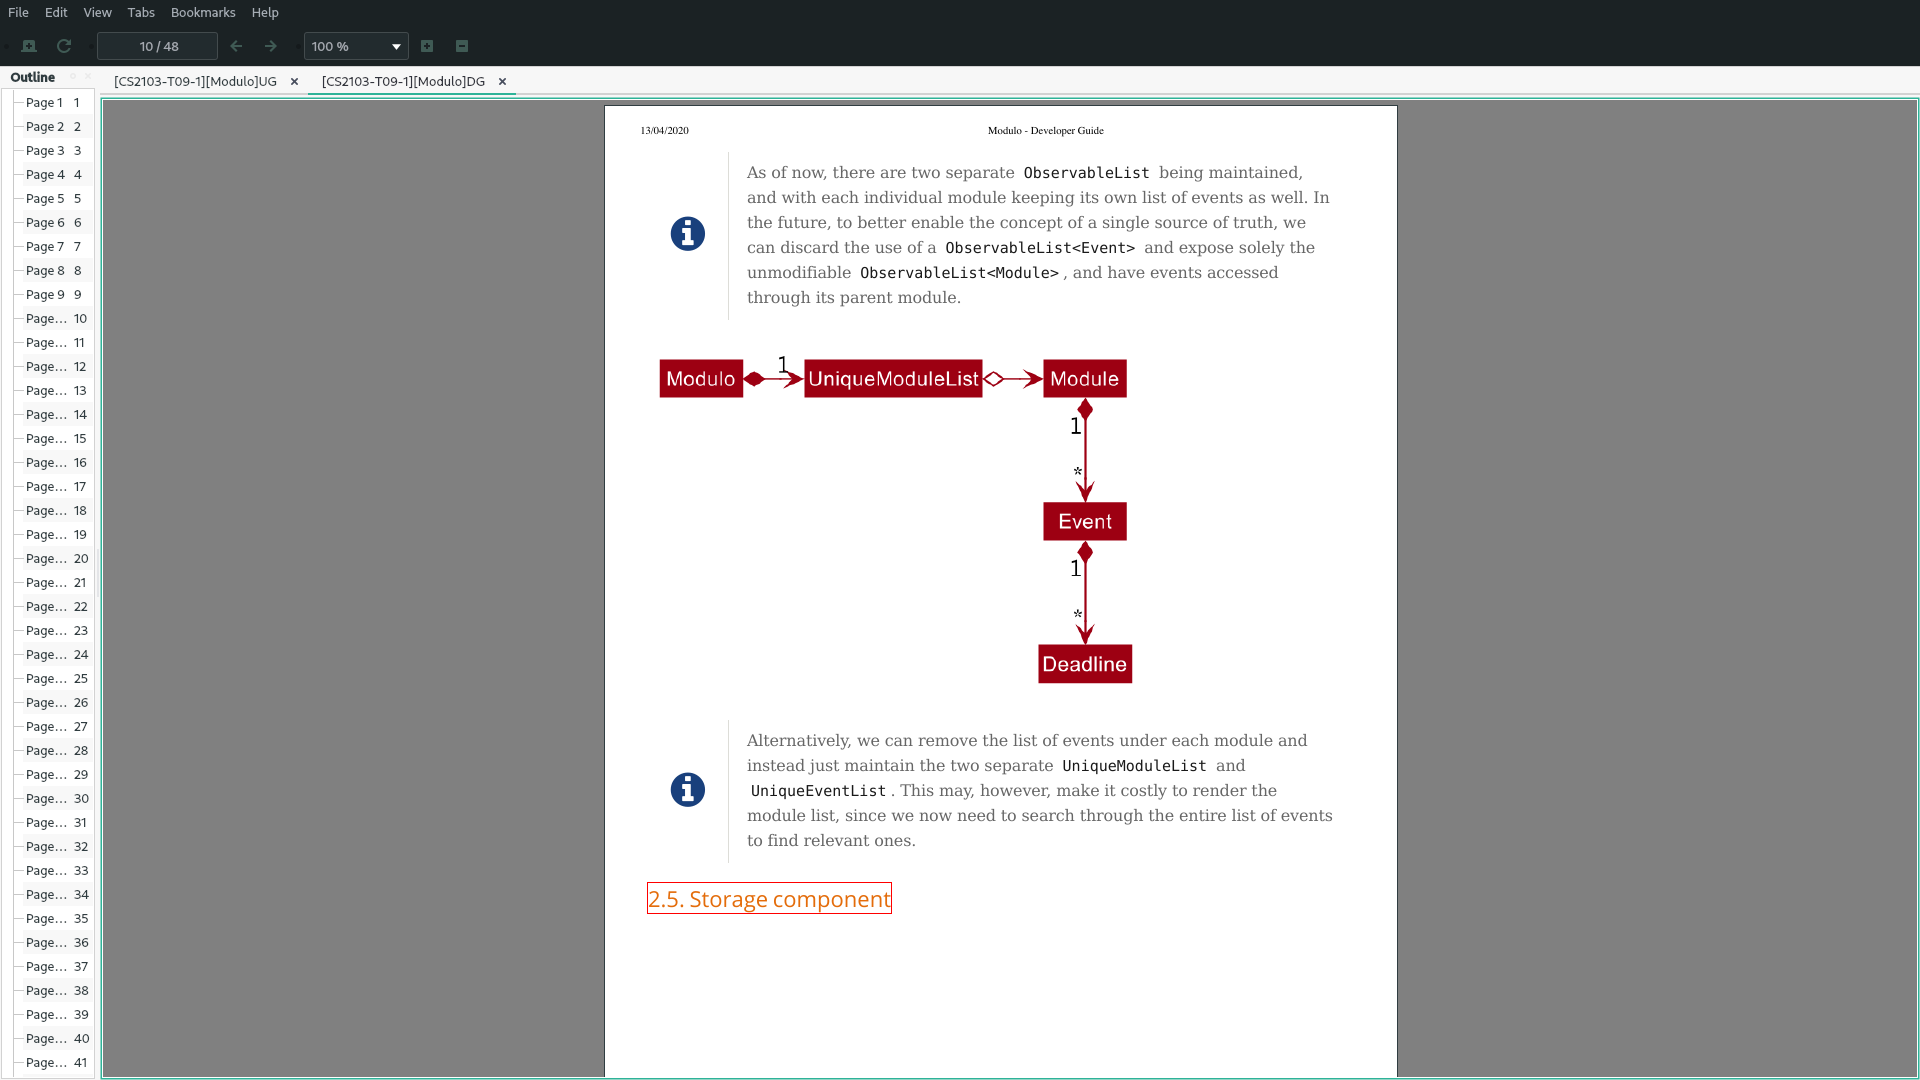 File Edit View Tabs Bookmarks Help
10 / 48
100 %
Outline
[CS2103-T09-1][Modulo]UG
[CS2103-T09-1][Modulo]DG
Page 1 1
Page 2 2
Page 3 3
Page 4 4
Page 5 5
Page 6 6
Page 7 7
Page 8 8
Page 9 9
Page... 10
Page... 11
Page... 12
Page... 13
Page... 14
Page... 15
Page... 16
Page... 17
Page... 18
Page... 19
Page... 20
Page... 21
Page... 22
Page... 23
Page... 24
Page... 25
Page... 26
Page... 27
Page... 28
Page... 29
Page... 30
Page... 31
Page... 32
Page... 33
Page... 34
Page... 35
Page... 36
Page... 37
Page... 38
Page... 39
Page... 40
Page... 41
13/04/2020 Modulo - Developer Guide
As of now, there are two separate ObservableList being maintained,
and with each individual module keeping its own list of events as well. In
the future, to better enable the concept of a single source of truth, we
can discard the use of a ObservableList<Event> and expose solely the
unmodifiable ObservableList<Module>, and have events accessed
through its parent module.
Modulo 1 UniqueModuleList Module
1
*
Event
1
*
Deadline
Alternatively, we can remove the list of events under each module and
instead just maintain the two separate UniqueModuleList and
UniqueEventList. This may, however, make it costly to render the
module list, since we now need to search through the entire list of events
to find relevant ones.
2.5. Storage component